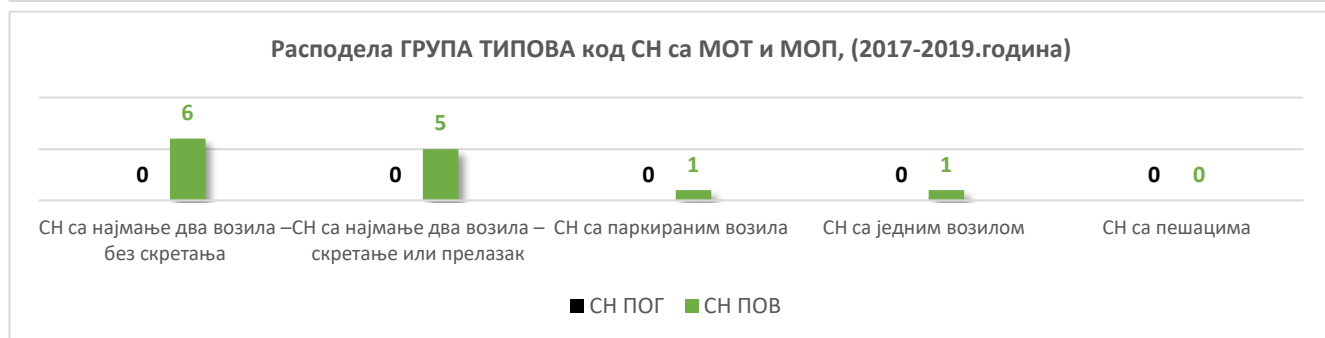 Расподела ГРУПА ТИПОВА код СН са МОТ и МОП, (2017-2019.година)
0 6 0 5 0 1 0 1 0 0
СН са најмање два возила – без скретања
СН са најмање два возила – скретање или прелазак
СН са паркираним возила
СН са једним возилом
СН са пешацима
СН ПОГ СН ПОВ